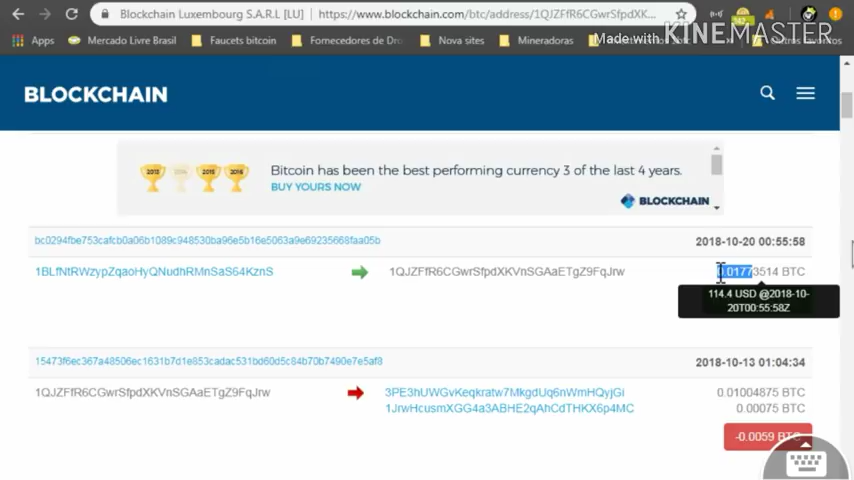 Blockchain Luxembourg S.A.R.L [LU]
https://www.blockchain.com/btc/address/1QJZFfR6CGwrSfpdXKVnSGAaETgZ9FqJrw...
Apps
Mercado Livre Brasil
Faucets bitcoin
Fornecedores de Dro
Nova sites
Mineradoras
Made with KINEMASTER
BLOCKCHAIN
Bitcoin has been the best performing currency 3 of the last 4 years.
BUY YOURS NOW
BLOCKCHAIN
bc0294fbe753cafcb0a06b1089c948530ba96e5b16e5063a9e69235668faa05b
2018-10-20 00:55:58
1BLfNtRWzypZqaoHyQNudhRMnSaS64KznS
1QJZFfR6CGwrSfpdXKVnSGAaETgZ9FqJrw
0.01773514 BTC
114.4 USD @2018-10-
20T00:55:58Z
15473f6ec367a48506ec1631b7d1e853cadac531bd60d5c84b70b7490e7e5af8
2018-10-13 01:04:34
1QJZFfR6CGwrSfpdXKVnSGAaETgZ9FqJrw
3PE3hUWGvKeqkratw7MkgdUq6nWmHQyjGi
0.01004875 BTC
1JrwHcusmXGG4a3ABHE2qAhCdTHKX6p4MC
0.00075 BTC
-0.0059 BTC